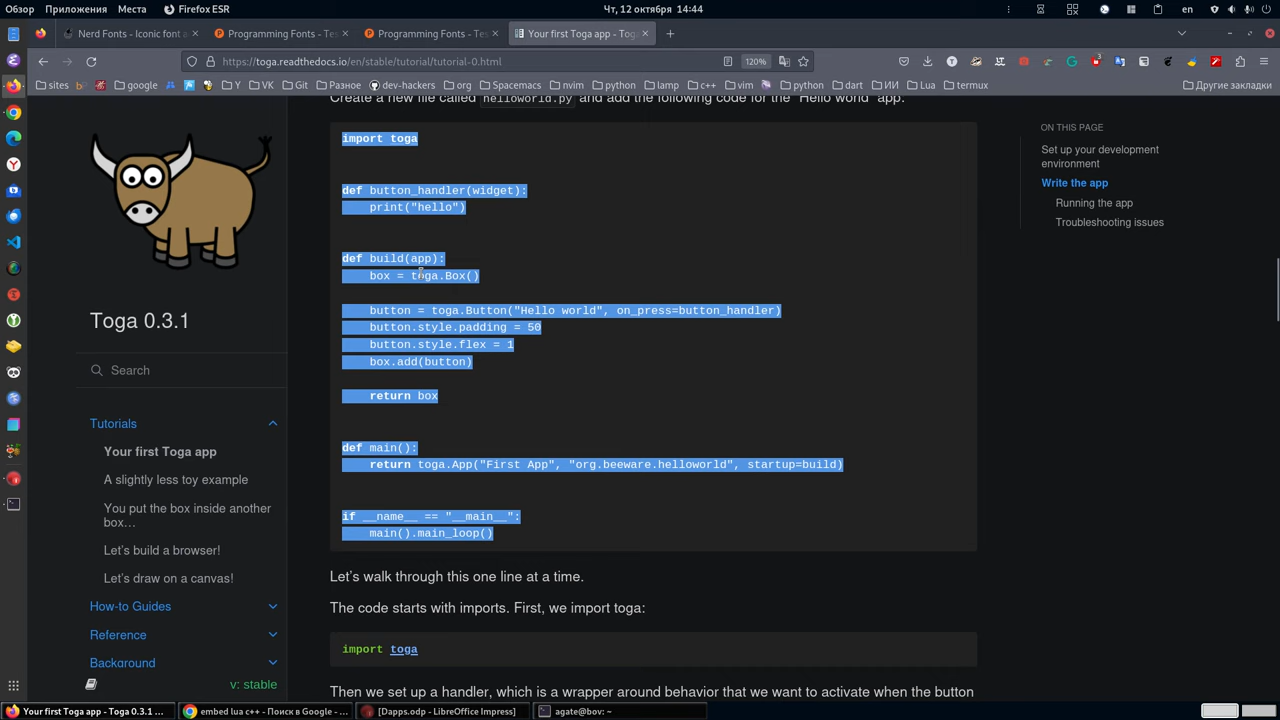 Обзор Приложения Места Firefox ESR Чт, 12 октября 14:44 en
Nerd Fonts - Iconic font a Programming Fonts - Tes Programming Fonts - Tes Your first Toga app - Tog
https://toga.readthedocs.io/en/stable/tutorial/tutorial-0.html 120%
sites google Y VK Git Разное dev-hackers org Spacemacs nvim python lamp c++ vim python dart ИИ Lua termux Другие закладки
Create a new file called helloworld.py and add the following code for the "Hello world" app:
import toga
def button_handler(widget):
    print("hello")
def build(app):
    box = toga.Box()
    button = toga.Button("Hello world", on_press=button_handler)
    button.style.padding = 50
    button.style.flex = 1
    box.add(button)
    return box
def main():
    return toga.App("First App", "org.beeware.helloworld", startup=build)
if __name__ == "__main__":
    main().main_loop()
Let's walk through this one line at a time.
The code starts with imports. First, we import toga:
import toga
Then we set up a handler, which is a wrapper around behavior that we want to activate when the button
Toga 0.3.1
Search
Tutorials
Your first Toga app
A slightly less toy example
You put the box inside another
box…
Let's build a browser!
Let's draw on a canvas!
How-to Guides
Reference
Background
v: stable
ON THIS PAGE
Set up your development
environment
Write the app
Running the app
Troubleshooting issues
Your first Toga app - Toga 0.3.1 ... embed lua c++ - Поиск в Google - ... [Dapps.odp - LibreOffice Impress] agate@bov: ~